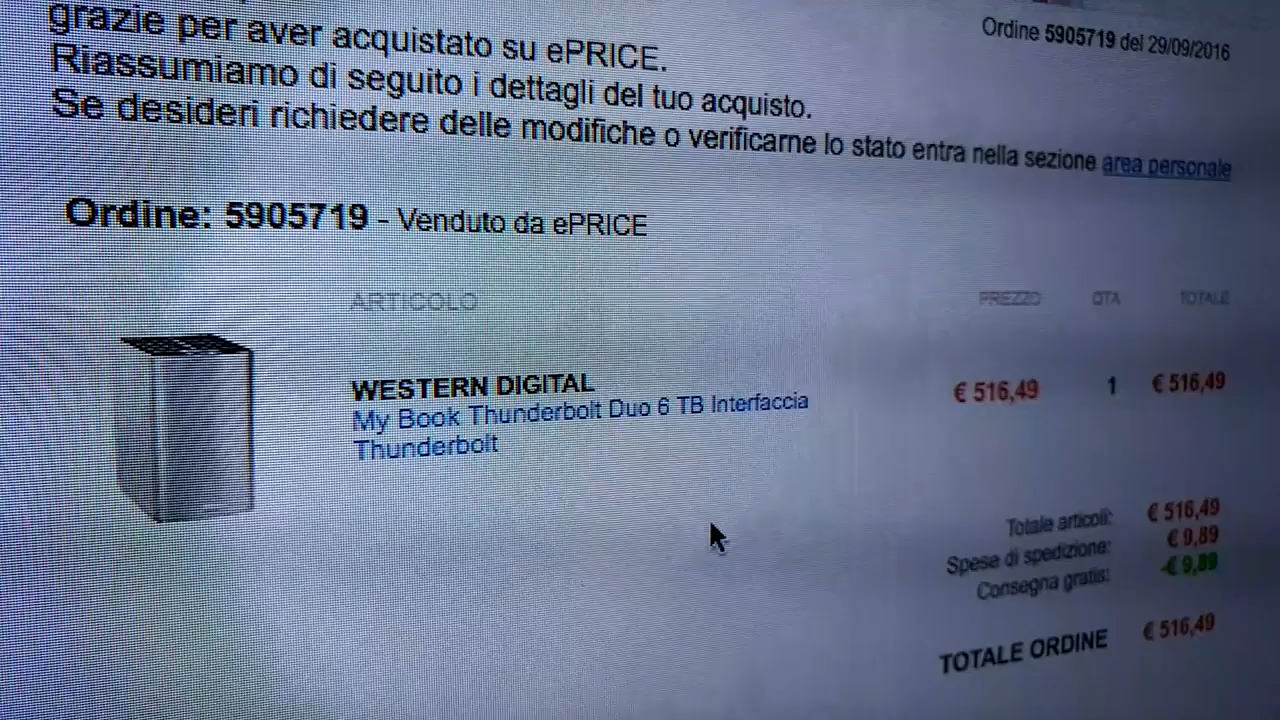 grazie per aver acquistato su ePRICE.
Ordine 5905719 del 29/09/2016
Riassumiamo di seguito i dettagli del tuo acquisto.
Se desideri richiedere delle modifiche o verificarne lo stato entra nella sezione area personale
Ordine: 5905719 - Venduto da ePRICE
ARTICOLO PREZZO QTA TOTALE
WESTERN DIGITAL
My Book Thunderbolt Duo 6 TB Interfaccia
Thunderbolt
€ 516,49 1 € 516,49
Totale articoli: € 516,49
Spese di spedizione: € 9,89
Consegna gratis: -€ 9,89
TOTALE ORDINE € 516,49